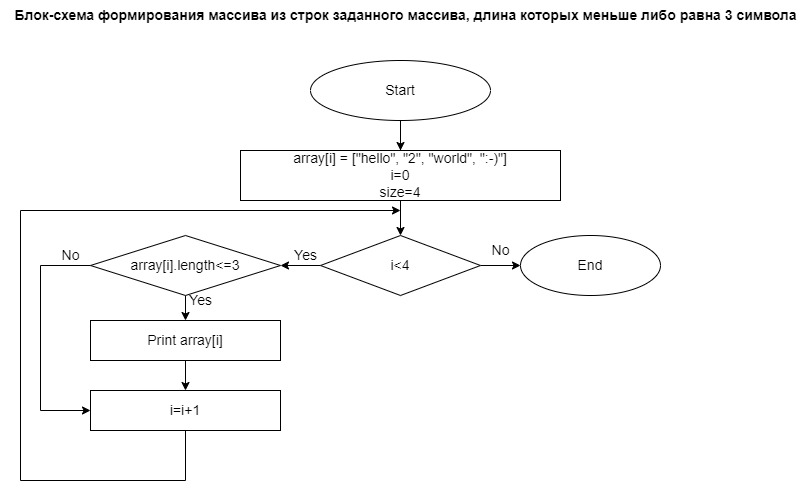 Блок-схема формирования массива из строк заданного массива, длина которых меньше либо равна 3 символа
Start
array[i] = ["hello", "2", "world", ":-)"]
i=0
size=4
No
array[i].length<=3
Yes
i<4
No
End
Yes
Print array[i]
i=i+1